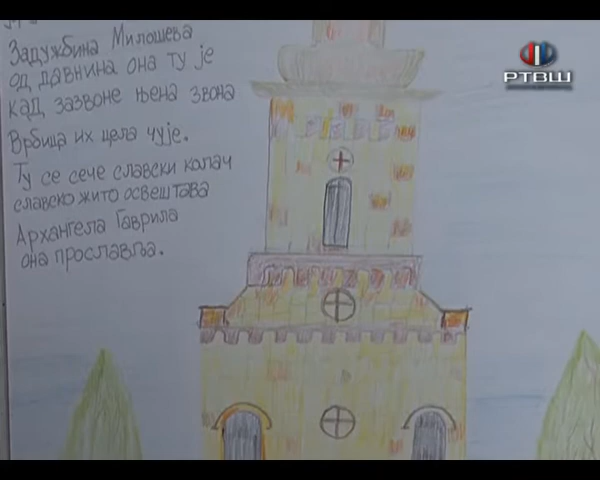 Задужбина Милошева
од давнина она ту је
кад зазвоне њена звона
Врбица их цела чује.
Ту се сече славски колач
славско жито освештава
Архангела Гаврила
она прославља.
РТВШ